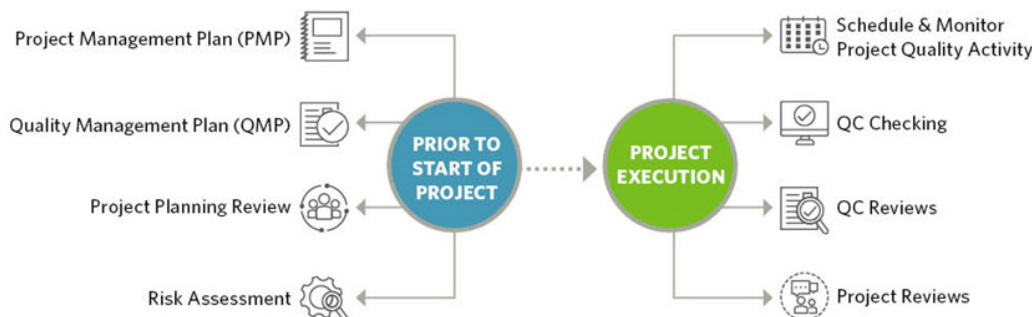 Project Management Plan (PMP)
Quality Management Plan (QMP)
Project Planning Review
Risk Assessment
PRIOR TO
START OF
PROJECT
PROJECT
EXECUTION
Schedule & Monitor
Project Quality Activity
QC Checking
QC Reviews
Project Reviews